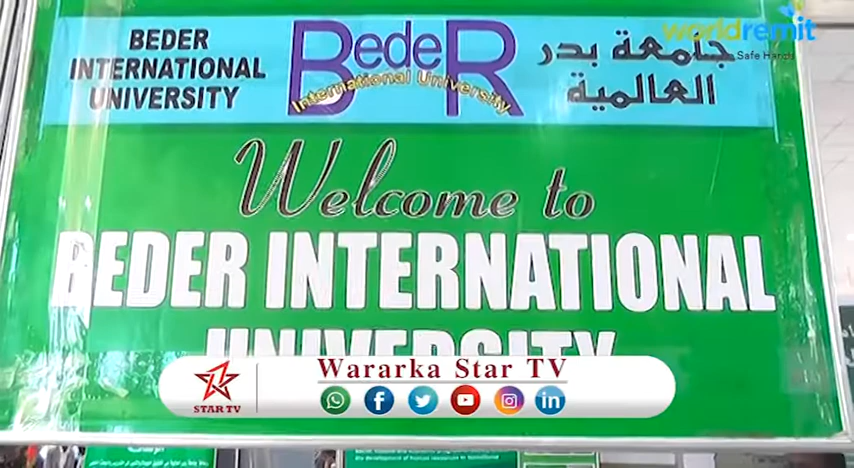 worldremit
Safe Hands
BEDER
INTERNATIONAL
UNIVERSITY
BedeR
International University
جامعة بدر
العالمية
Welcome to
BEDER INTERNATIONAL
UNIVERSITY
STAR TV
Wararka Star TV